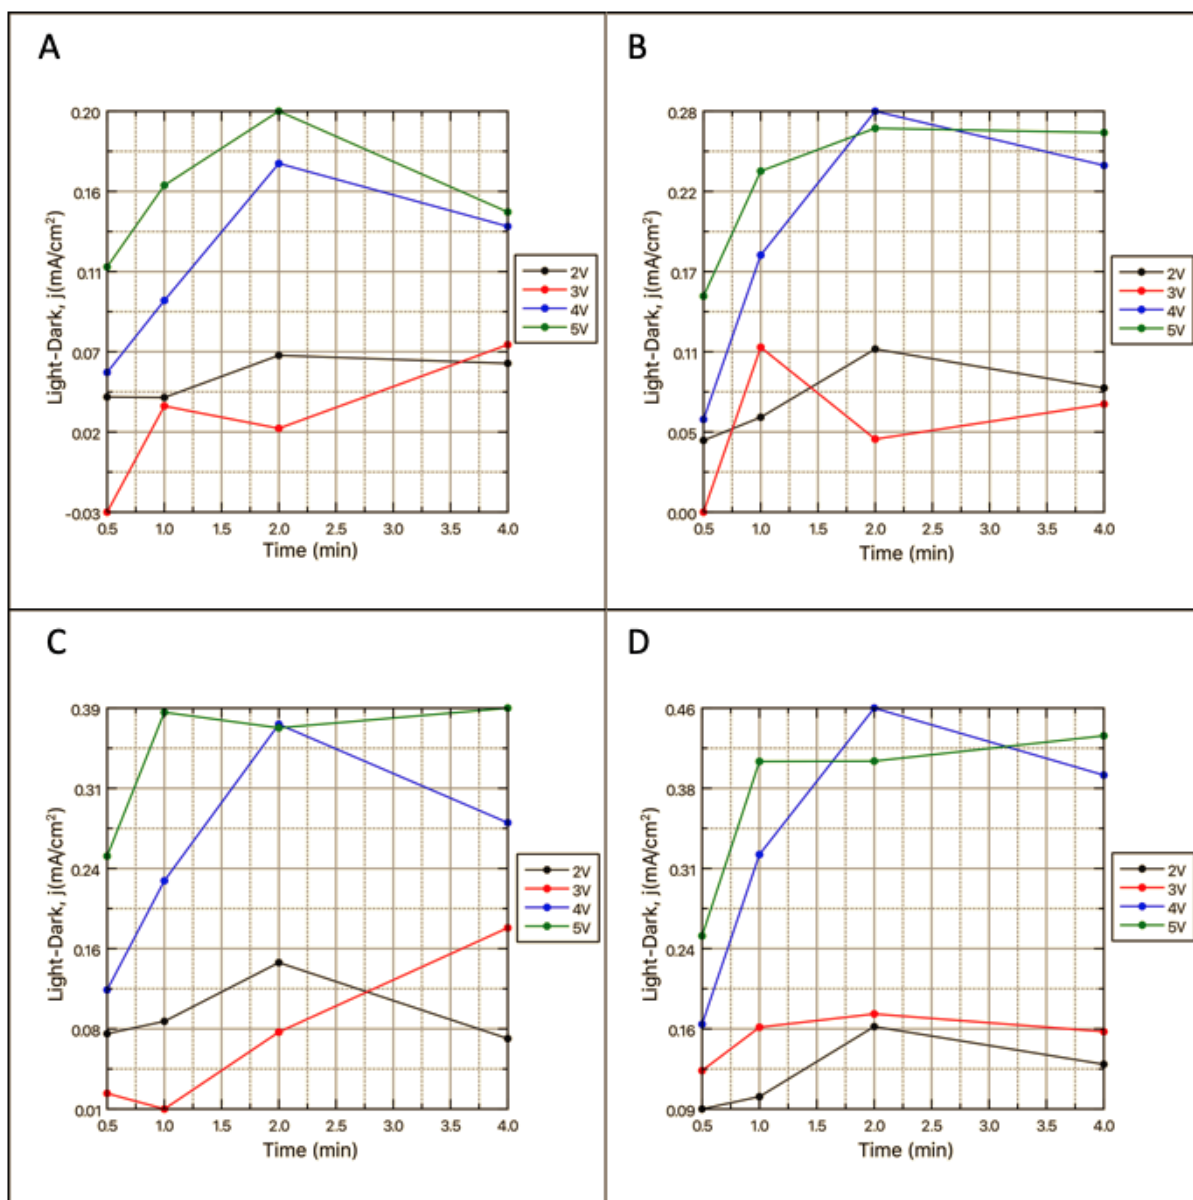 A
0.20
0.16
0.11
0.07
0.02
-0.03
Light-Dark, j(mA/cm²)
0.5 1.0 1.5 2.0 2.5 3.0 3.5 4.0
Time (min)
2V
3V
4V
5V
B
0.28
0.22
0.17
0.11
0.05
0.00
Light-Dark, j(mA/cm²)
0.5 1.0 1.5 2.0 2.5 3.0 3.5 4.0
Time (min)
2V
3V
4V
5V
C
0.39
0.31
0.24
0.16
0.08
0.01
Light-Dark, j(mA/cm²)
0.5 1.0 1.5 2.0 2.5 3.0 3.5 4.0
Time (min)
2V
3V
4V
5V
D
0.46
0.38
0.31
0.24
0.16
0.09
Light-Dark, j(mA/cm²)
0.5 1.0 1.5 2.0 2.5 3.0 3.5 4.0
Time (min)
2V
3V
4V
5V